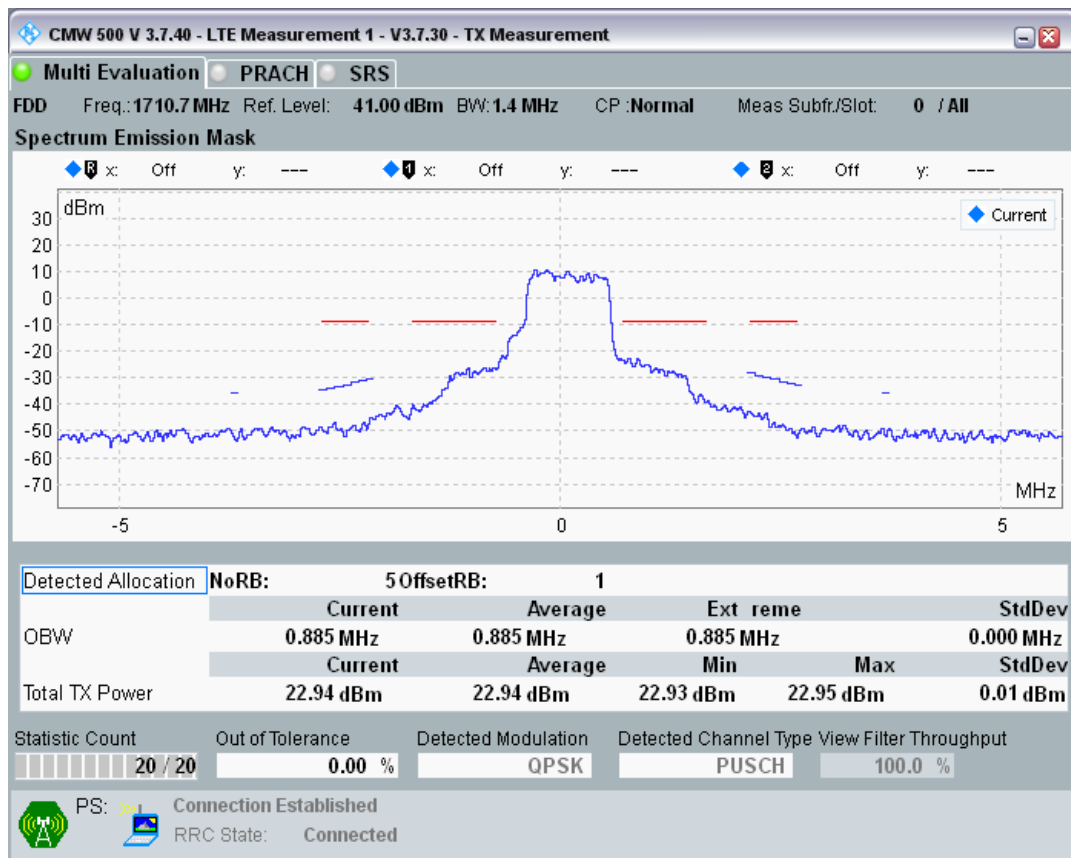 CMW 500 V 3.7.40 - LTE Measurement 1 - V3.7.30 - TX Measurement
Multi Evaluation PRACH SRS
FDD Freq.:1710.7 MHz Ref. Level: 41.00 dBm BW:1.4 MHz CP :Normal Meas Subfr./Slot: 0 / All
Spectrum Emission Mask
R x: Off y: --- 1 x: Off y: --- 2 x: Off y: ---
dBm
Current
30
20
10
0
-10
-20
-30
-40
-50
-60
-70
MHz
-5 0 5
Detected Allocation NoRB: 5 OffsetRB: 1
Current Average Ext reme StdDev
OBW 0.885 MHz 0.885 MHz 0.885 MHz 0.000 MHz
Current Average Min Max StdDev
Total TX Power 22.94 dBm 22.94 dBm 22.93 dBm 22.95 dBm 0.01 dBm
Statistic Count Out of Tolerance Detected Modulation Detected Channel Type View Filter Throughput
20 / 20 0.00 % QPSK PUSCH 100.0 %
PS: Connection Established
RRC State: Connected